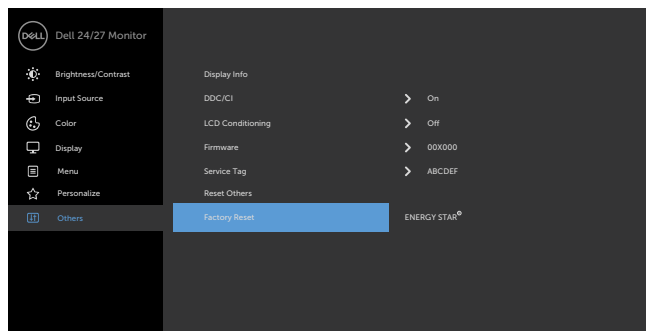 DELL Dell 24/27 Monitor
Brightness/Contrast Display Info
Input Source DDC/CI On
Color LCD Conditioning Off
Display Firmware 00X000
Menu Service Tag ABCDEF
Personalize Reset Others
Others Factory Reset ENERGY STAR®